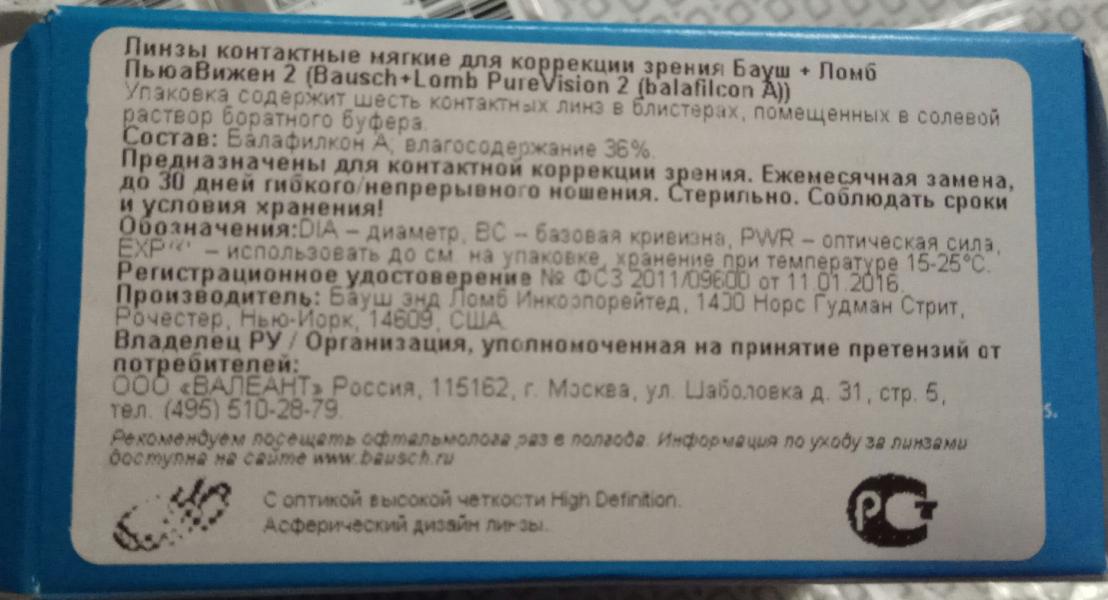 Линзы контактные мягкие для коррекции зрения Бауш + Ломб
ПьюаВижен 2 (Bausch+Lomb PureVision 2 (balafilcon A))
Упаковка содержит шесть контактных линз в блистерах, помещенных в солевой
раствор боратного буфера.
Состав: Балафилкон А, влагосодержание 36%.
Предназначены для контактной коррекции зрения. Ежемесячная замена,
до 30 дней гибкого/непрерывного ношения. Стерильно. Соблюдать сроки
и условия хранения!
Обозначения:DIA – диаметр, BC – базовая кривизна, PWR – оптическая сила,
EXP – использовать до см. на упаковке, хранение при температуре 15-25°C.
Регистрационное удостоверение № ФСЗ 2011/09600 от 11.01.2016.
Производитель: Бауш энд Ломб Инкорпорейтед, 1400 Норс Гудман Стрит,
Рочестер, Нью-Йорк, 14609, США.
Владелец РУ / Организация, уполномоченная на принятие претензий от
потребителей:
ООО «ВАЛЕАНТ» Россия, 115162, г. Москва, ул. Шаболовка д. 31, стр. 5,
тел. (495) 510-28-79.
s.
Рекомендуем посещать офтальмолога раз в полгода. Информация по уходу за линзами
доступна на сайте www.bausch.ru
С оптикой высокой четкости High Definition.
Асферический дизайн линзы.
РСТ